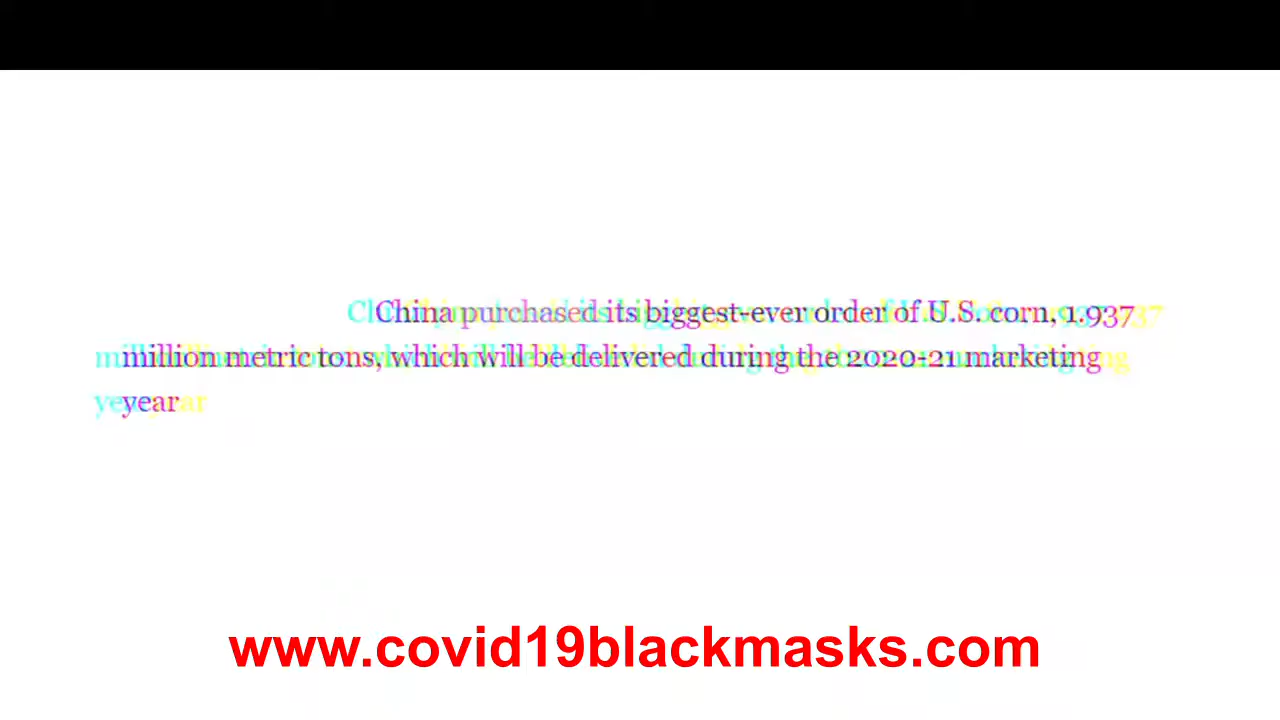 China purchased its biggest-ever order of U.S. corn, 1.937
million metric tons, which will be delivered during the 2020-21 marketing
year
www.covid19blackmasks.com